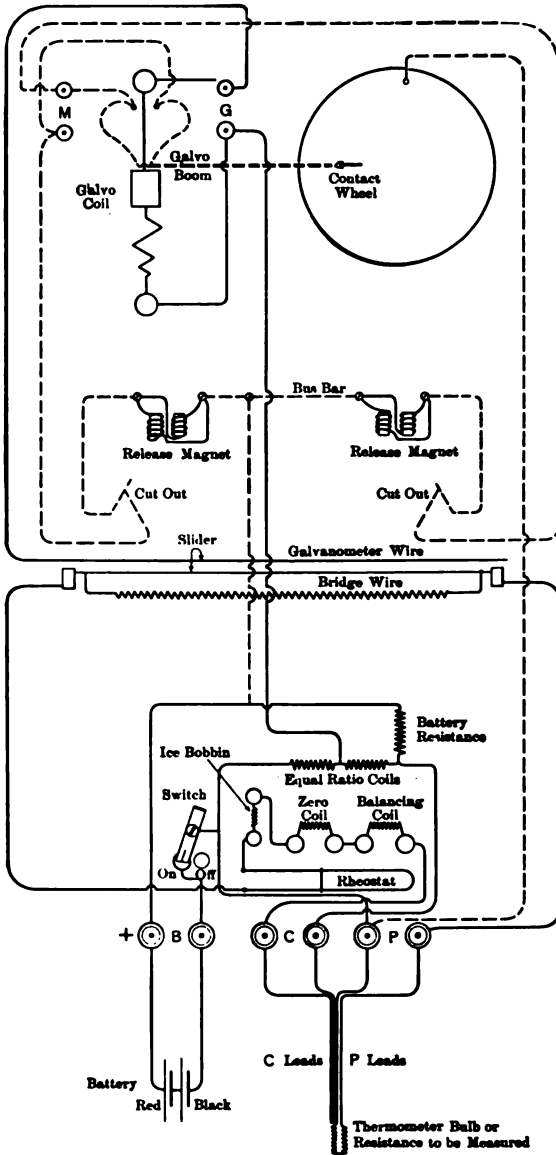 M
G
Galvo
Boom
Galvo
Coil
Contact
Wheel
Bus Bar
Release Magnet
Release Magnet
Cut Out
Cut Out
Slider
Galvanometer Wire
Bridge Wire
Battery
Resistance
Ice Bobbin
Equal Ratio Coils
Switch
Zero
Coil
Balancing
Coil
On
Off
Rheostat
+ B C P
C Leads P Leads
Battery
Red Black
Thermometer Bulb or
Resistance to be Measured